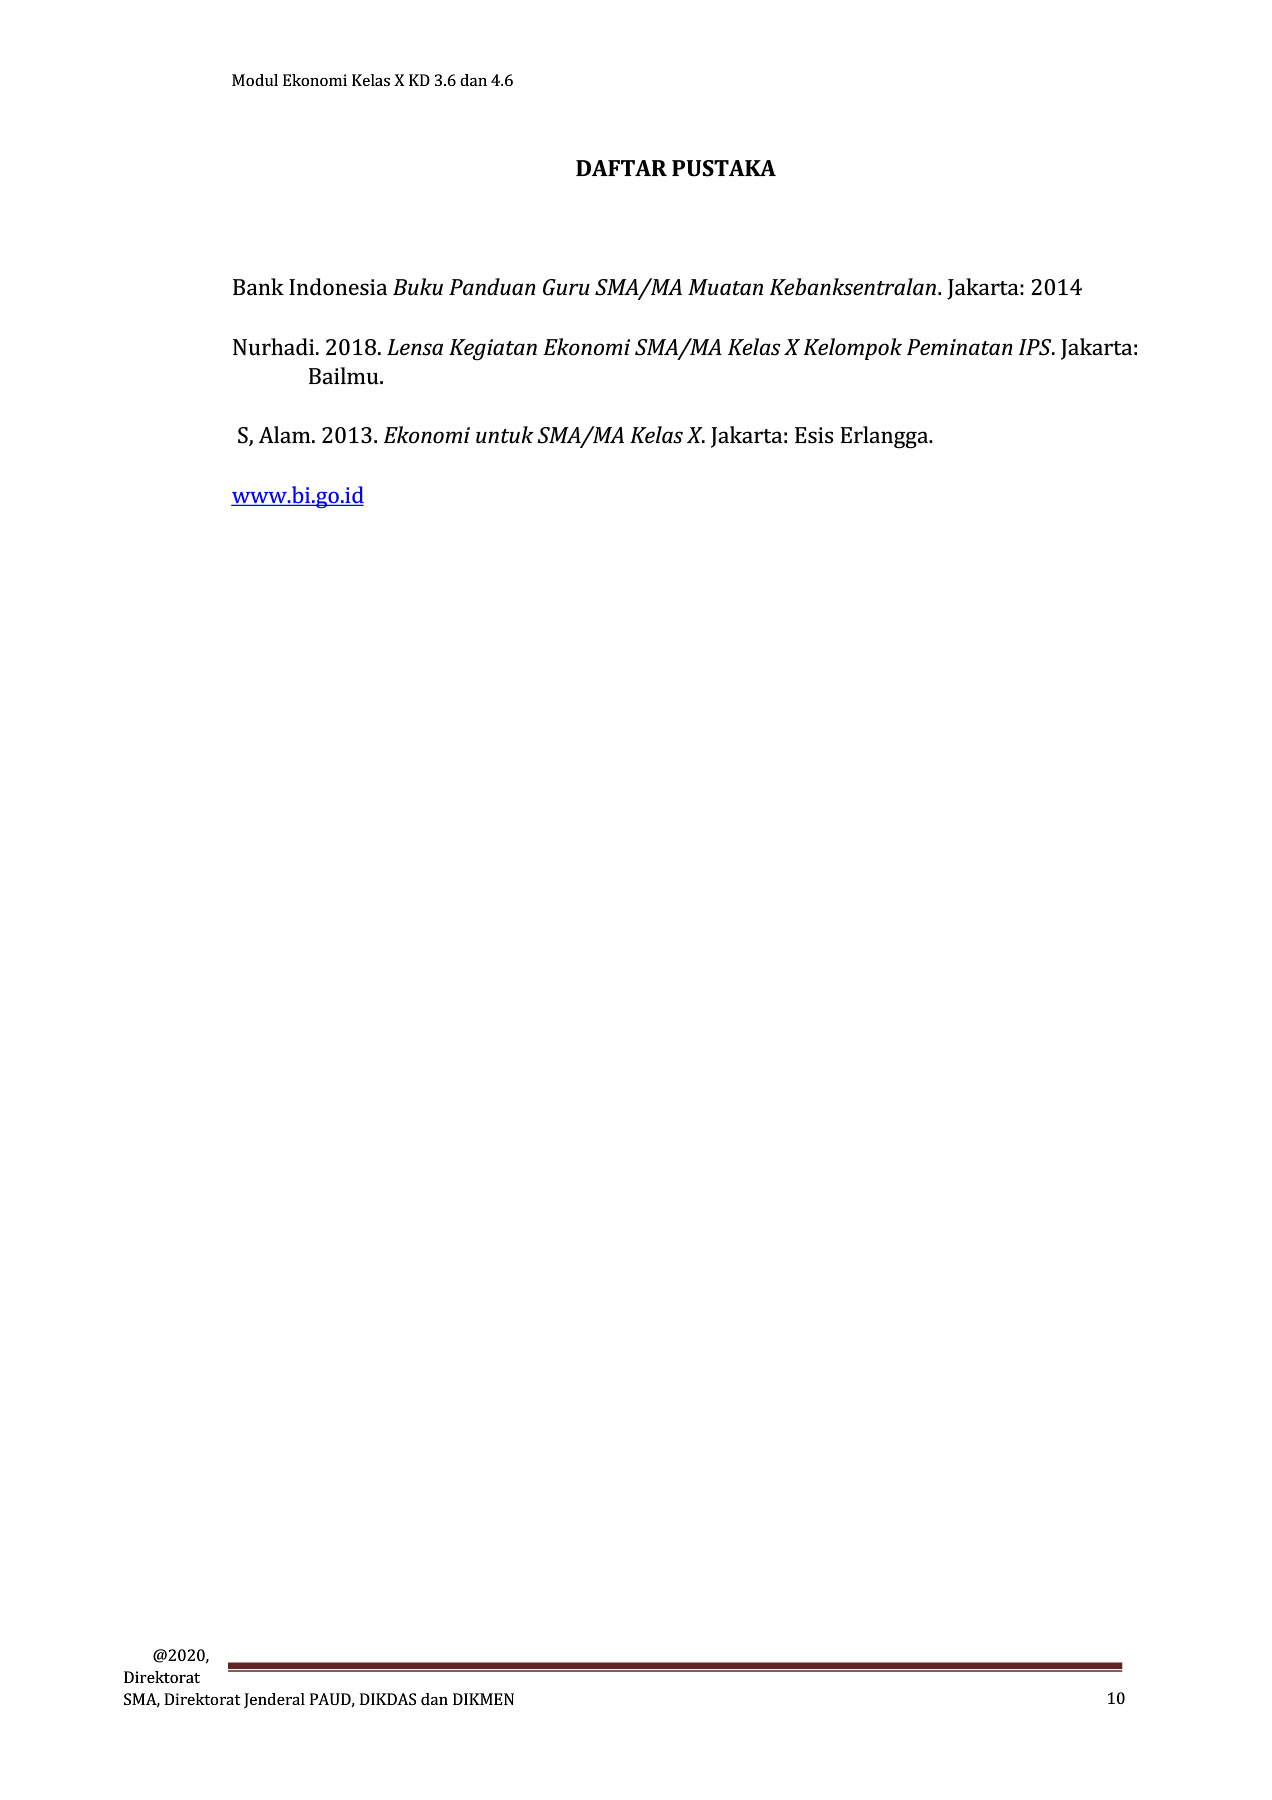 Modul Ekonomi Kelas X KD 3.6 dan 4.6
DAFTAR PUSTAKA
Bank Indonesia Buku Panduan Guru SMA/MA Muatan Kebanksentralan. Jakarta: 2014
Nurhadi. 2018. Lensa Kegiatan Ekonomi SMA/MA Kelas X Kelompok Peminatan IPS. Jakarta:
Bailmu.
S, Alam. 2013. Ekonomi untuk SMA/MA Kelas X. Jakarta: Esis Erlangga.
www.bi.go.id
@2020,
Direktorat
SMA, Direktorat Jenderal PAUD, DIKDAS dan DIKMEN
10